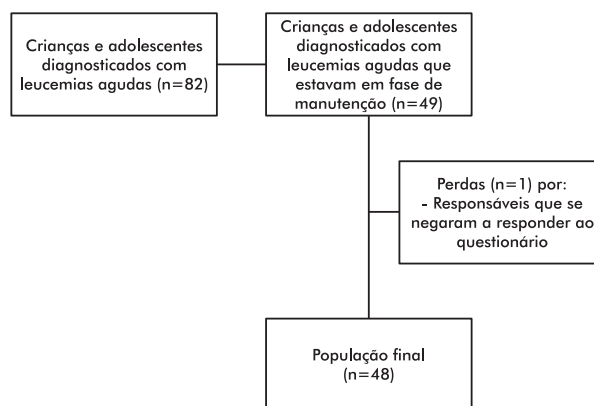 Crianças e adolescentes
diagnosticados com
leucemias agudas (n=82)
Crianças e adolescentes
diagnosticados com
leucemias agudas que
estavam em fase de
manutenção (n=49)
Perdas (n=1) por:
- Responsáveis que se
negaram a responder ao
questionário
População final
(n=48)